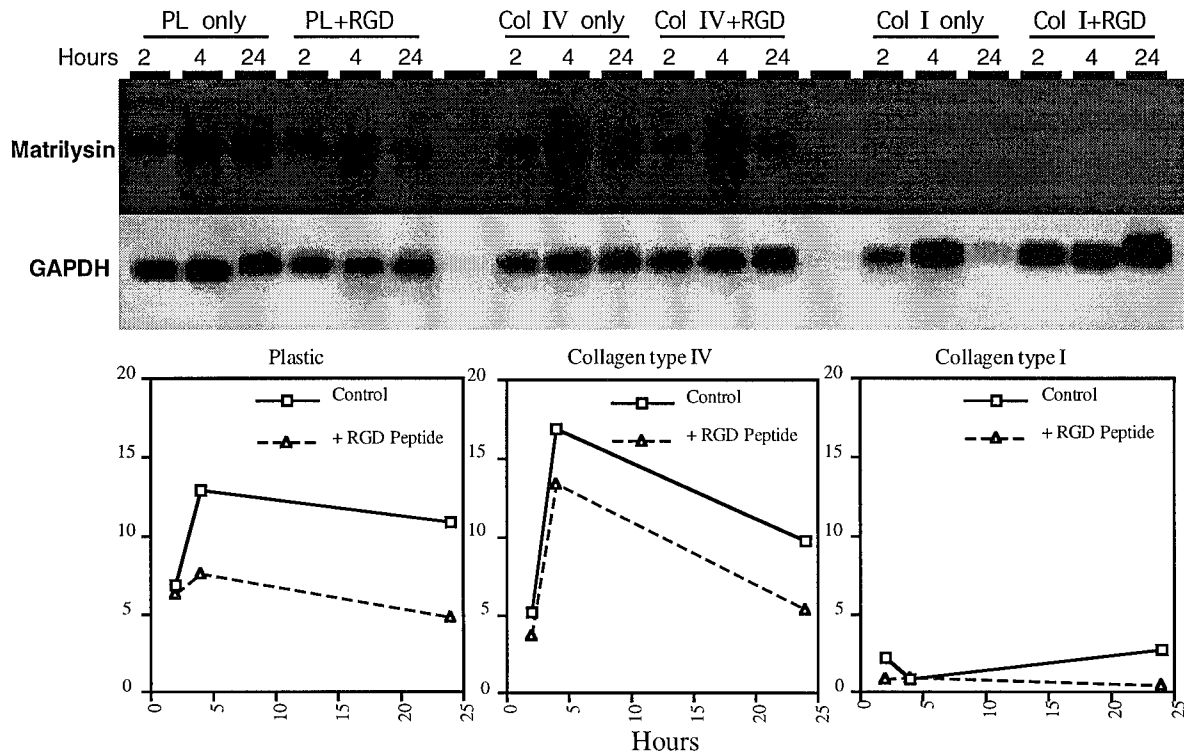 PL only PL+RGD Col IV only Col IV+RGD Col I only Col I+RGD
Hours 2 4 24 2 4 24 2 4 24 2 4 24 2 4 24 2 4 24
Matrilysin
GAPDH
Plastic Collagen type IV Collagen type I
20 20 20
Control Control Control
+ RGD Peptide + RGD Peptide + RGD Peptide
15 15 15
10 10 10
5 5 5
0 0 0
0 5 10 15 20 25 0 5 10 15 20 25 0 5 10 15 20 25
Hours